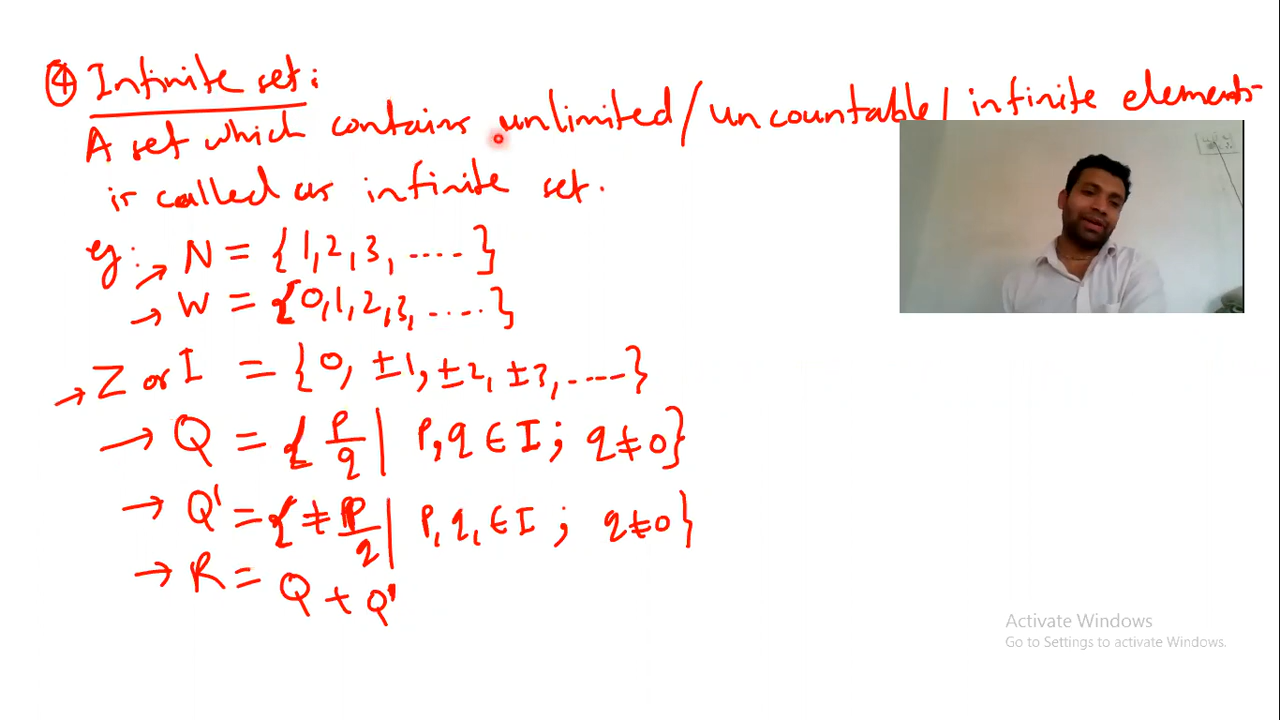 ④ Infinite set:
A set which contains unlimited/uncountable/infinite elements
is called as infinite set.
eg: → N = {1,2,3, ....}
→ W = {0,1,2,3, .....}
→ Z or I = {0, ±1, ±2, ±3, .....}
→ Q = {p/q | p,q ∈ I ; q≠0}
→ Q' = {≠ p/q | p, q, ∈ I ; q≠0}
→ R = Q + Q'
Activate Windows
Go to Settings to activate Windows.